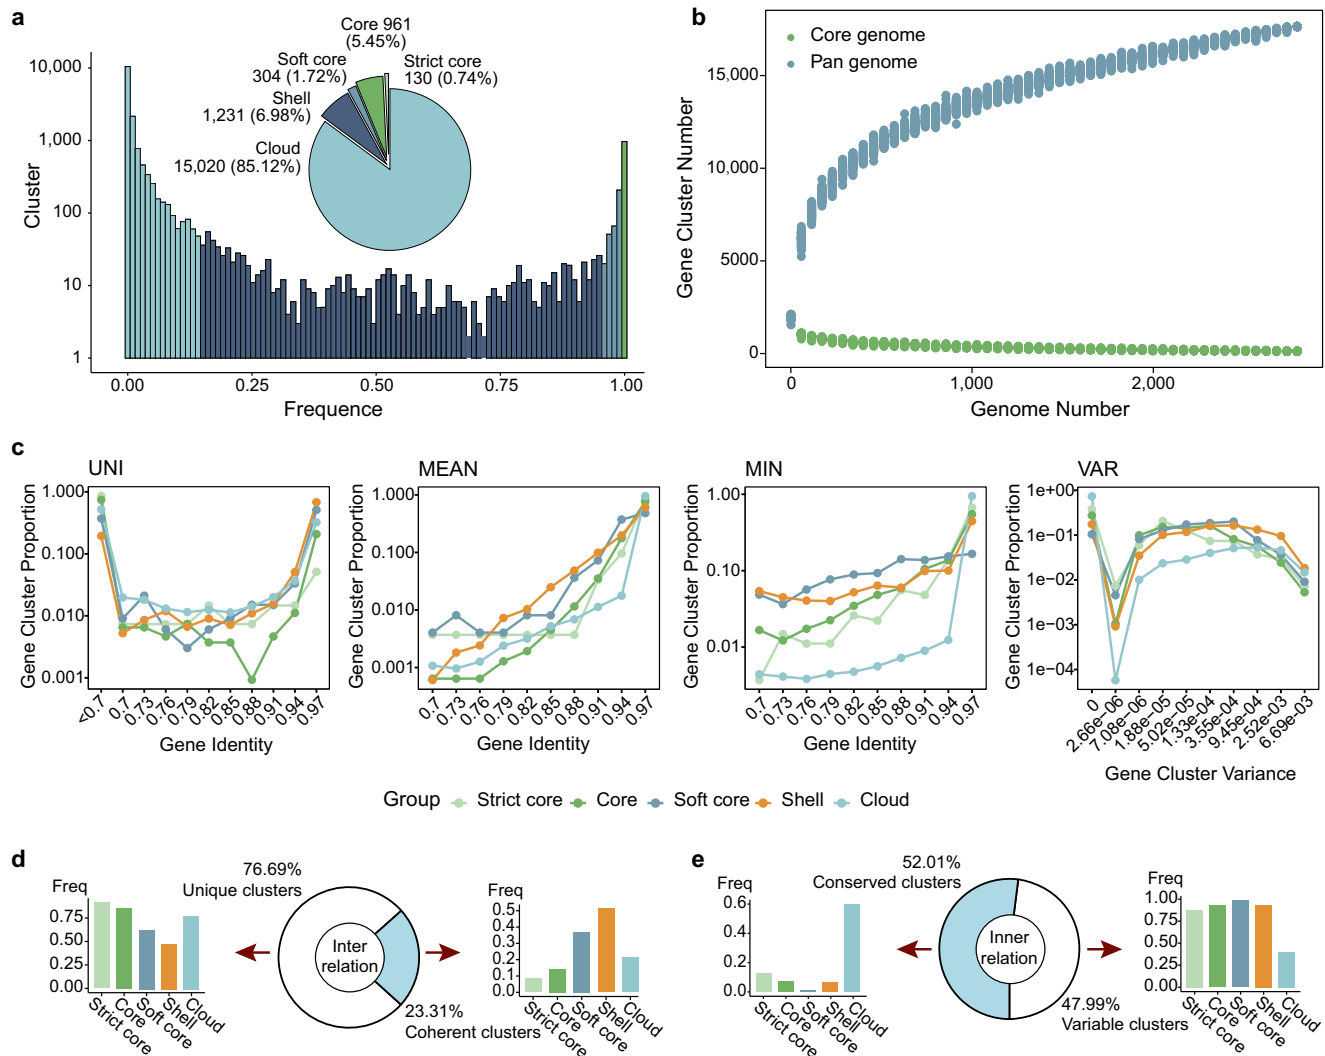 a
Core 961
(5.45%)
Soft core
304 (1.72%)
Strict core
130 (0.74%)
Shell
1,231 (6.98%)
Cloud
15,020 (85.12%)
Cluster
10,000
1,000
100
10
1
0.00
0.25
0.50
0.75
1.00
Frequence
b
Core genome
Pan genome
Gene Cluster Number
15,000
10,000
5000
0
0
1,000
2,000
Genome Number
c
UNI
Gene Cluster Proportion
1.000
0.100
0.010
0.001
<0.7
0.7
0.73
0.76
0.79
0.82
0.85
0.88
0.91
0.94
0.97
Gene Identity
MEAN
Gene Cluster Proportion
1.000
0.100
0.010
0.001
0.7
0.73
0.76
0.79
0.82
0.85
0.88
0.91
0.94
0.97
Gene Identity
MIN
Gene Cluster Proportion
1.00
0.10
0.01
0.7
0.73
0.76
0.79
0.82
0.85
0.88
0.91
0.94
0.97
Gene Identity
VAR
Gene Cluster Proportion
1e+00
1e−01
1e−02
1e−03
1e−04
0
2.66e−06
7.08e−06
1.88e−05
5.02e−05
1.33e−04
3.55e−04
9.45e−04
2.52e−03
6.69e−03
Gene Cluster Variance
Group Strict core Core Soft core Shell Cloud
d
Freq
0.75
0.50
0.25
0.00
Strict core
Core
Soft core
Shell
Cloud
76.69%
Unique clusters
Inter
relation
23.31%
Coherent clusters
Freq
0.5
0.4
0.3
0.2
0.1
0.0
Strict core
Core
Soft core
Shell
Cloud
e
Freq
0.6
0.4
0.2
0.0
Strict core
Core
Soft core
Shell
Cloud
52.01%
Conserved clusters
Inner
relation
47.99%
Variable clusters
Freq
1.00
0.75
0.50
0.25
0.00
Strict core
Core
Soft core
Shell
Cloud